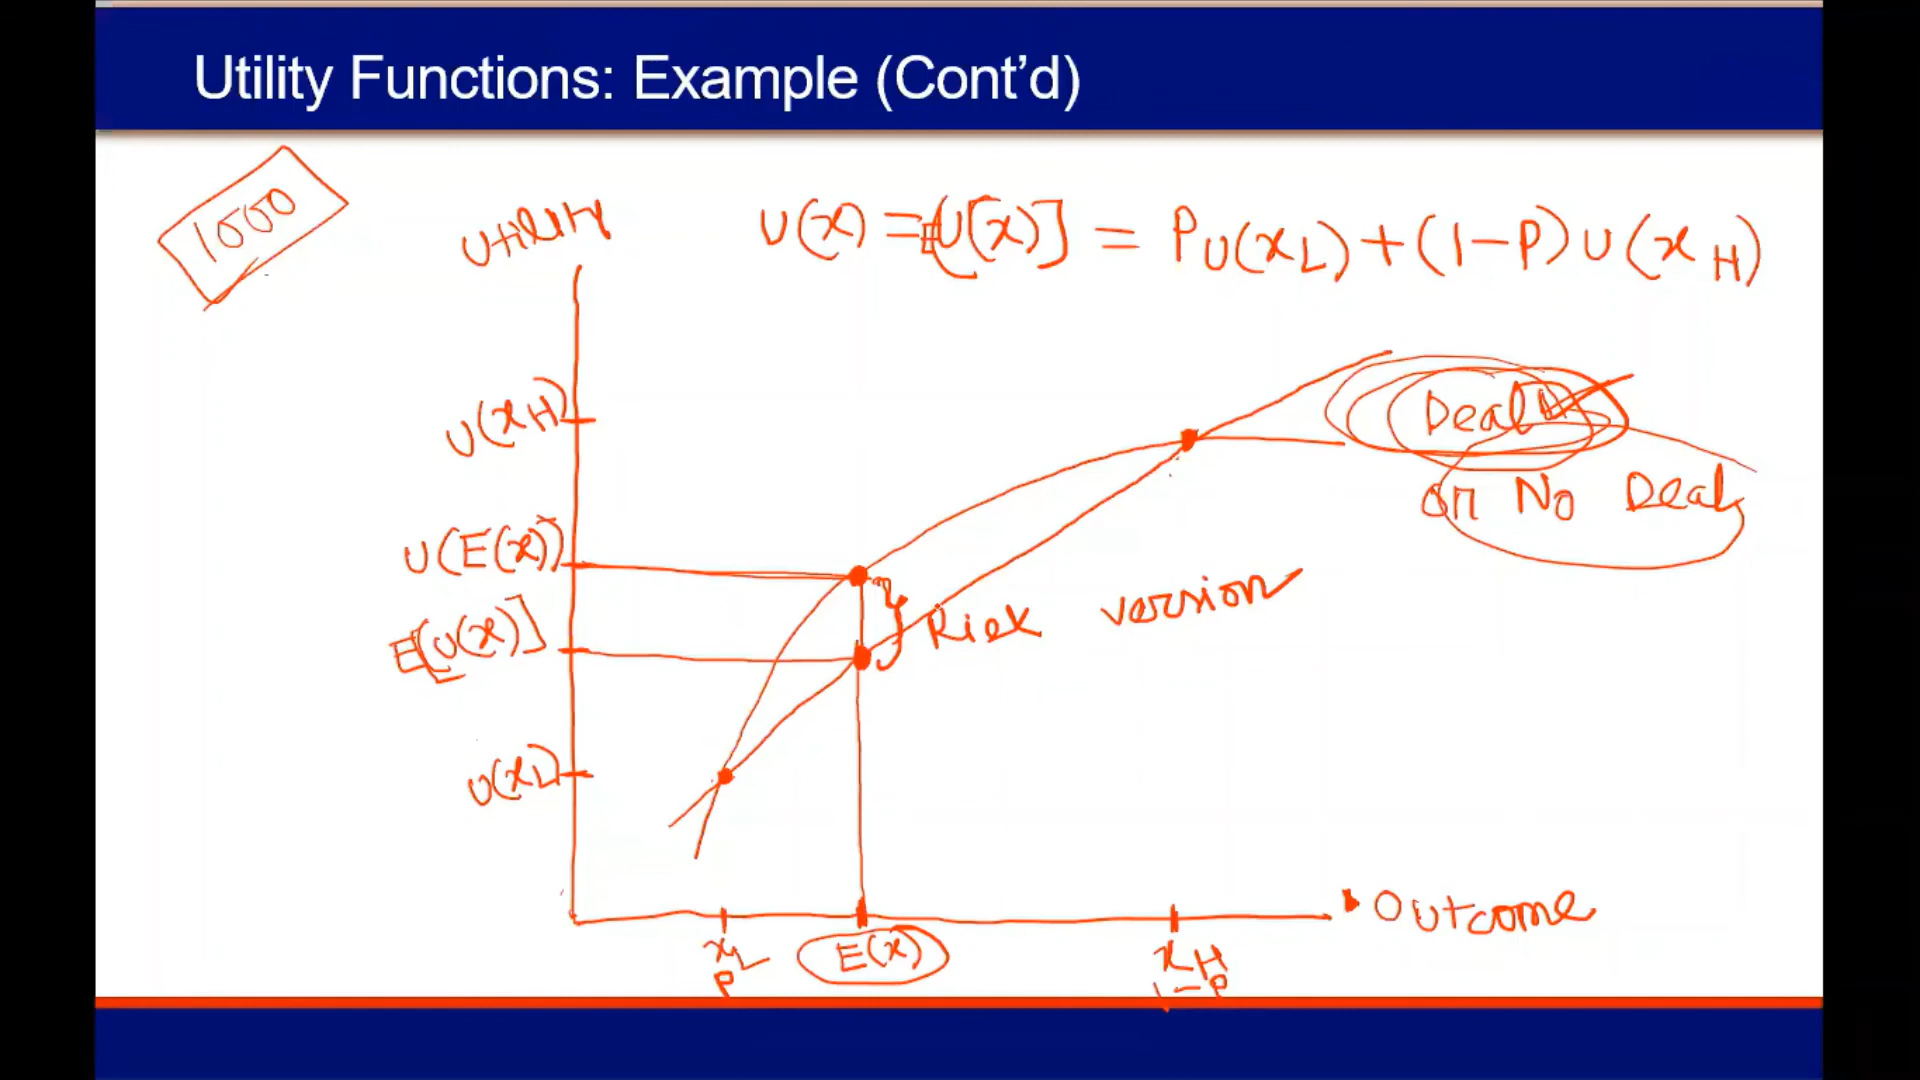 Utility Functions: Example (Cont'd)
1000
Utility
U(x) = E[U(x)] = PU(xL) + (1-P) U(xH)
U(xH)
Deal
or No Deal
U(E(x))
Risk version
E[U(x)]
U(xL)
Outcome
xL E(x) xH
P 1-P